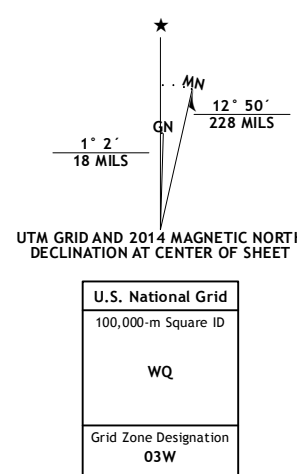 ★
MN
12° 50´
228 MILS
GN
1° 2´
18 MILS
UTM GRID AND 2014 MAGNETIC NORTH
DECLINATION AT CENTER OF SHEET
U.S. National Grid
100,000-m Square ID
WQ
Grid Zone Designation
03W